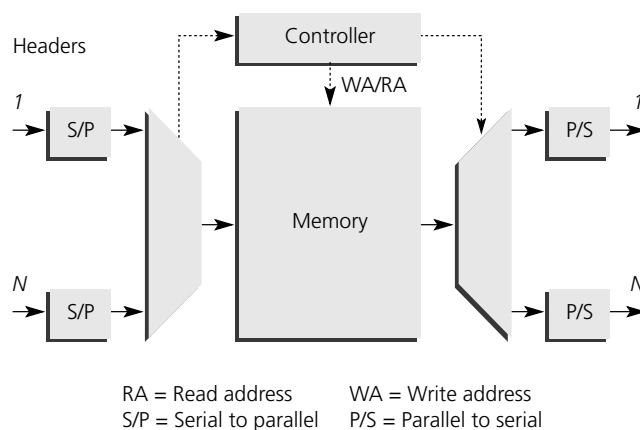 Controller
Headers
WA/RA
1
S/P
P/S
1
Memory
N
S/P
P/S
N
RA = Read address
WA = Write address
S/P = Serial to parallel
P/S = Parallel to serial